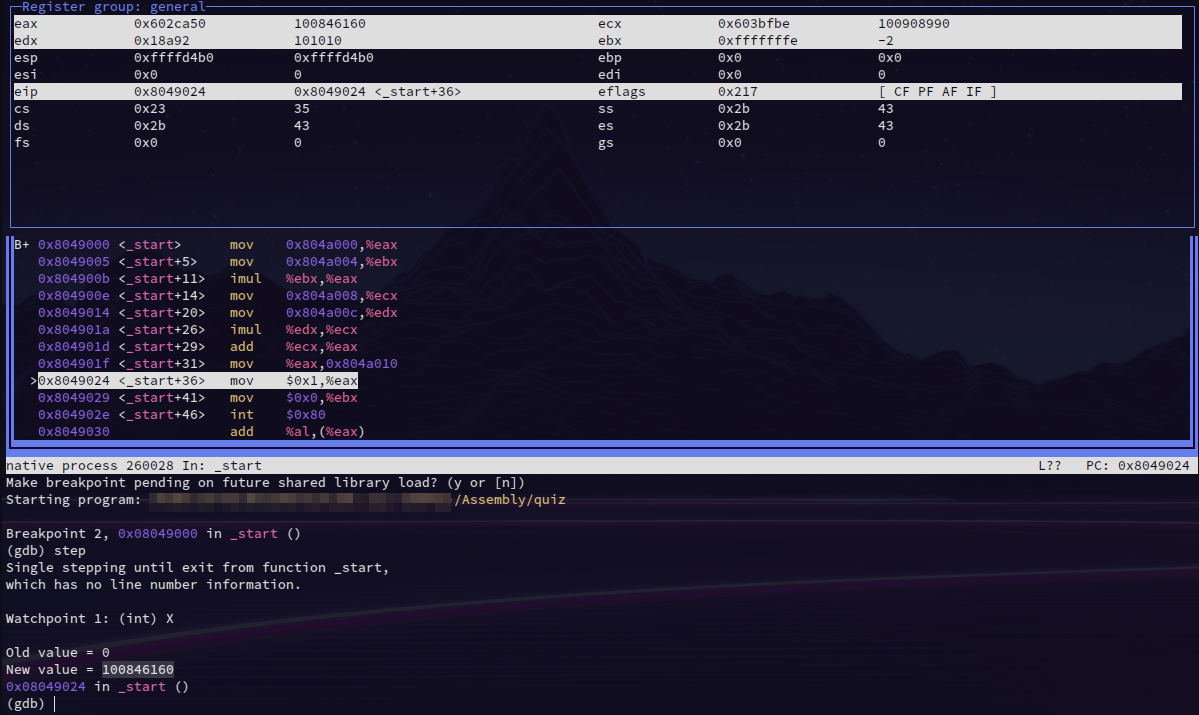 Register group: general
eax 0x602ca50 100846160 ecx 0x603bfbe 100908990
edx 0x18a92 101010 ebx 0xfffffffe -2
esp 0xffffd4b0 0xffffd4b0 ebp 0x0 0x0
esi 0x0 0 edi 0x0 0
eip 0x8049024 0x8049024 <_start+36> eflags 0x217 [ CF PF AF IF ]
cs 0x23 35 ss 0x2b 43
ds 0x2b 43 es 0x2b 43
fs 0x0 0 gs 0x0 0
B+ 0x8049000 <_start> mov 0x804a000,%eax
0x8049005 <_start+5> mov 0x804a004,%ebx
0x804900b <_start+11> imul %ebx,%eax
0x804900e <_start+14> mov 0x804a008,%ecx
0x8049014 <_start+20> mov 0x804a00c,%edx
0x804901a <_start+26> imul %edx,%ecx
0x804901d <_start+29> add %ecx,%eax
0x804901f <_start+31> mov %eax,0x804a010
>0x8049024 <_start+36> mov $0x1,%eax
0x8049029 <_start+41> mov $0x0,%ebx
0x804902e <_start+46> int $0x80
0x8049030 add %al,(%eax)
native process 260028 In: _start L?? PC: 0x8049024
Make breakpoint pending on future shared library load? (y or [n])
Starting program: /Assembly/quiz
Breakpoint 2, 0x08049000 in _start ()
(gdb) step
Single stepping until exit from function _start,
which has no line number information.
Watchpoint 1: (int) X
Old value = 0
New value = 100846160
0x08049024 in _start ()
(gdb)